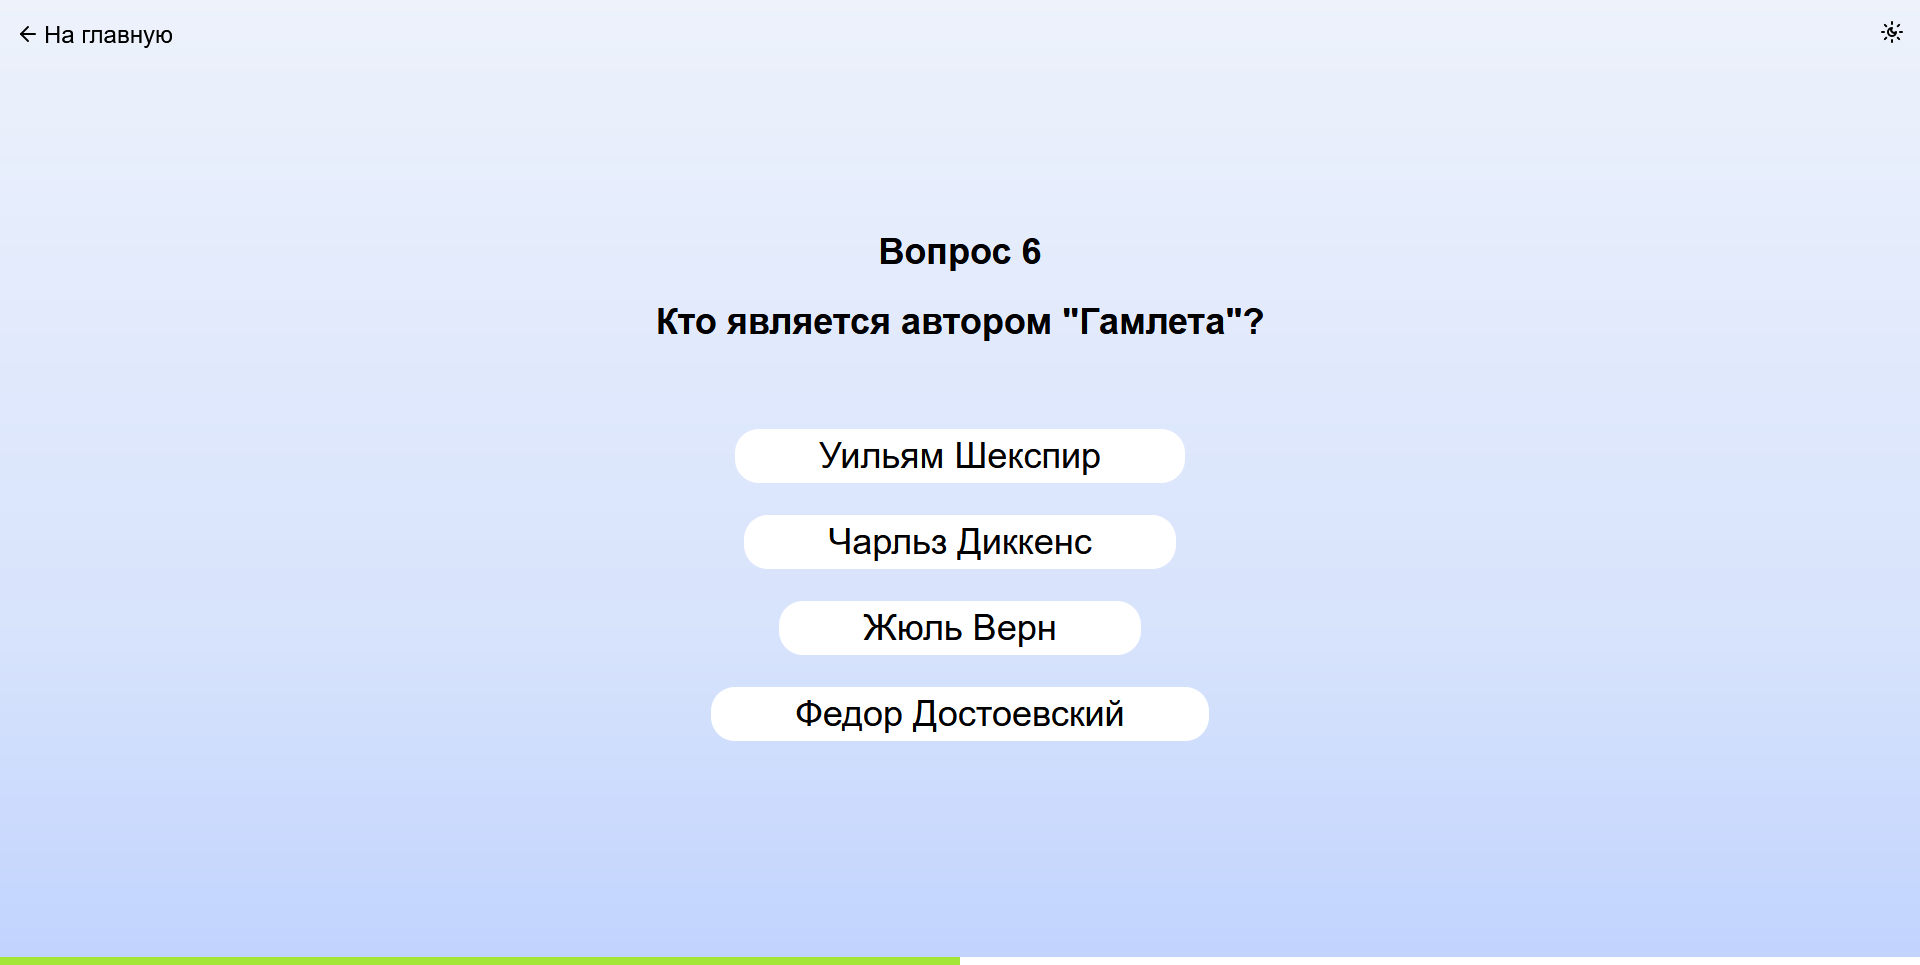 На главную
Вопрос 6
Кто является автором "Гамлета"?
Уильям Шекспир
Чарльз Диккенс
Жюль Верн
Федор Достоевский